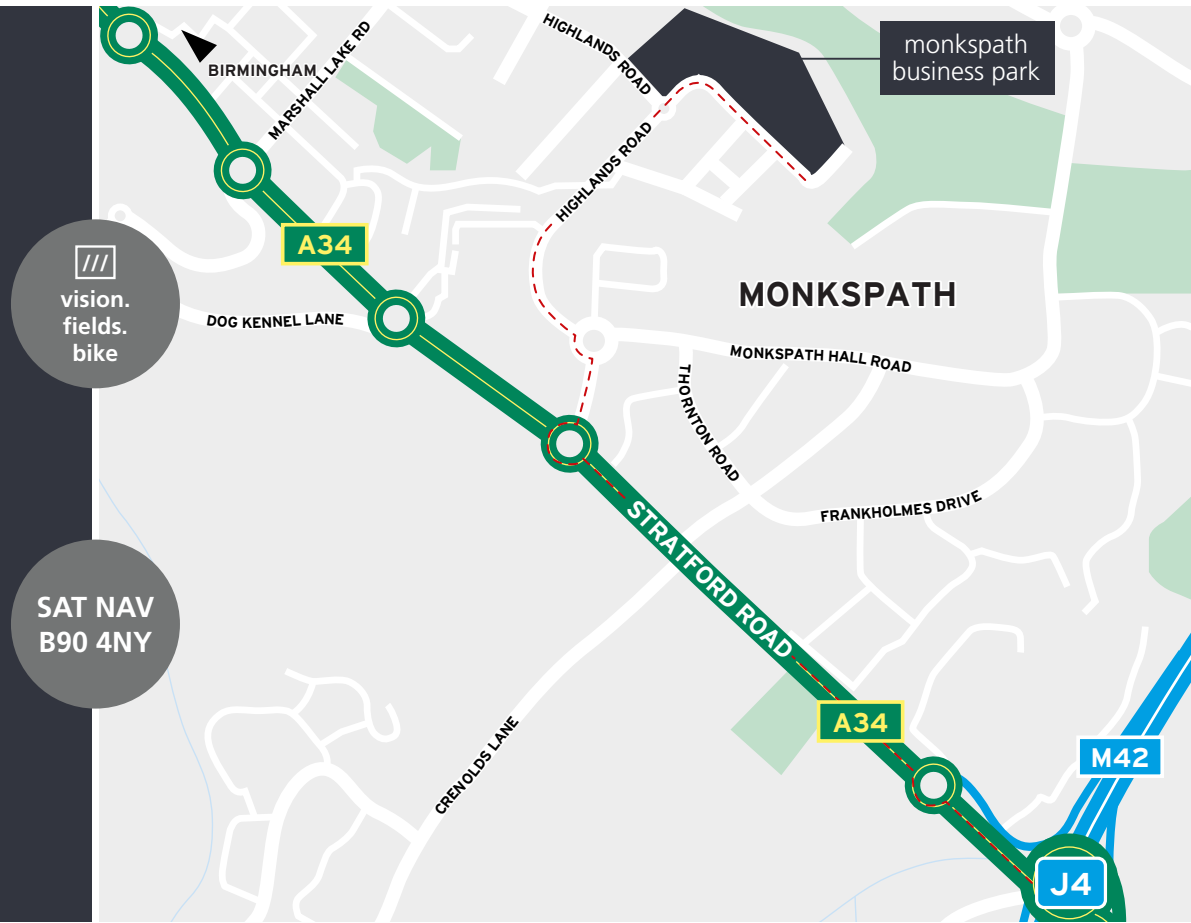 HIGHLANDS ROAD
monkspath
business park
MARSHALL LAKE RD
BIRMINGHAM
HIGHLANDS ROAD
A34
///
vision.
fields.
bike
MONKSPATH
DOG KENNEL LANE
MONKSPATH HALL ROAD
THORNTON ROAD
FRANKHOLMES DRIVE
STRATFORD ROAD
SAT NAV
B90 4NY
A34
CRENOLDS LANE
M42
J4